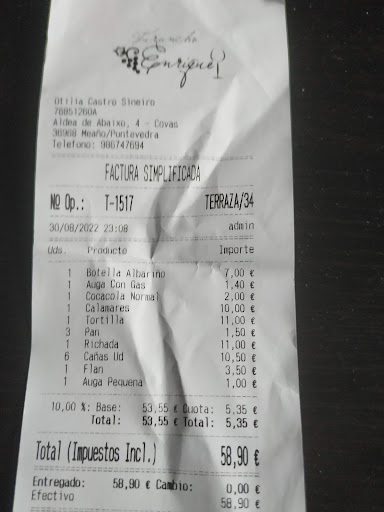 Furancho
Enrique
Otilia Castro Sineiro
76851260A
Aldea de Abaixo, 4 - Covas
36968 Meaño/Pontevedra
Telefono: 986747694
FACTURA SIMPLIFICADA
Nº Op.: T-1517 TERRAZA/34
30/08/2022 23:08 admin
Uds. Producto Importe
1 Botella Albariño 7,00 €
1 Auga Con Gas 1,40 €
1 Cocacola Normal 2,00 €
1 Calamares 10,00 €
1 Tortilla 11,00 €
3 Pan 1,50 €
1 Richada 11,00 €
6 Cañas Ud 10,50 €
1 Flan 3,50 €
1 Auga Pequena 1,00 €
10,00 %: Base: 53,55 € Cuota: 5,35 €
Total: 53,55 € Total: 5,35 €
Total (Impuestos Incl.) 58,90 €
Entregado: 58,90 € Cambio: 0,00 €
Efectivo 58,90 €